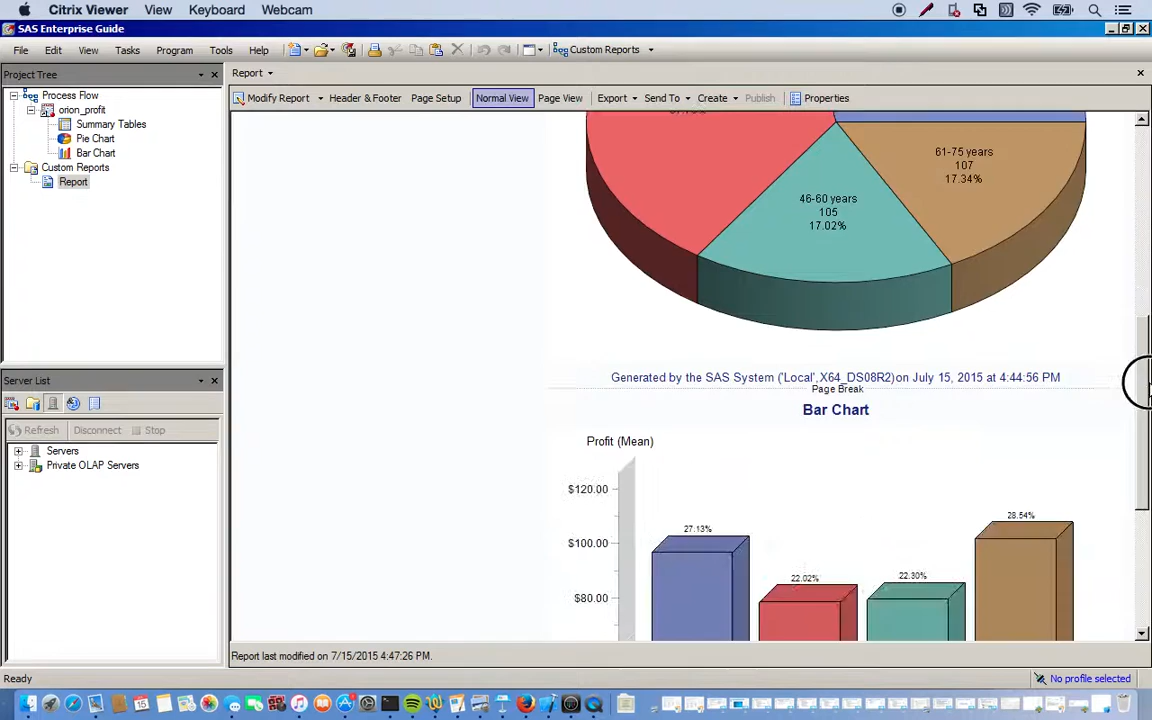 Citrix Viewer View Keyboard Webcam
SAS Enterprise Guide
File Edit View Tasks Program Tools Help Custom Reports
Project Tree
Report
Process Flow
orion_profit
Summary Tables
Pie Chart
Bar Chart
Custom Reports
Report
Modify Report Header & Footer Page Setup Normal View Page View Export Send To Create Publish Properties
61-75 years
107
17.34%
46-60 years
105
17.02%
Generated by the SAS System ('Local', X64_DS08R2) on July 15, 2015 at 4:44:56 PM
Page Break
Bar Chart
Profit (Mean)
$120.00
$100.00
$80.00
27.13%
22.02%
22.30%
28.54%
Server List
Refresh Disconnect Stop
Servers
Private OLAP Servers
Report last modified on 7/15/2015 4:47:26 PM.
Ready
No profile selected